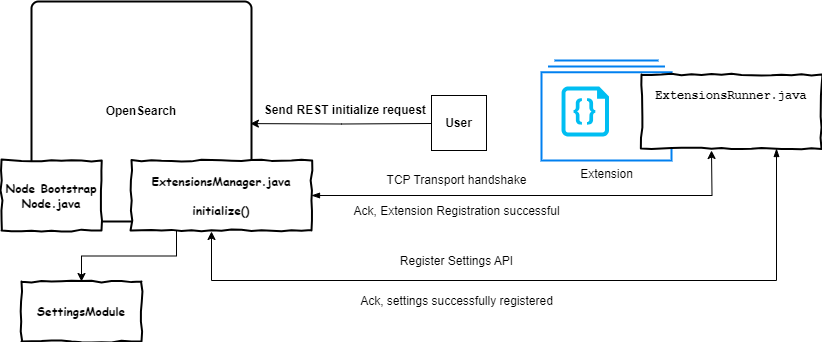 OpenSearch
Send REST initialize request
User
{}
ExtensionsRunner.java
Extension
Node Bootstrap
Node.java
ExtensionsManager.java
initialize()
TCP Transport handshake
Ack, Extension Registration successful
Register Settings API
Ack, settings successfully registered
SettingsModule